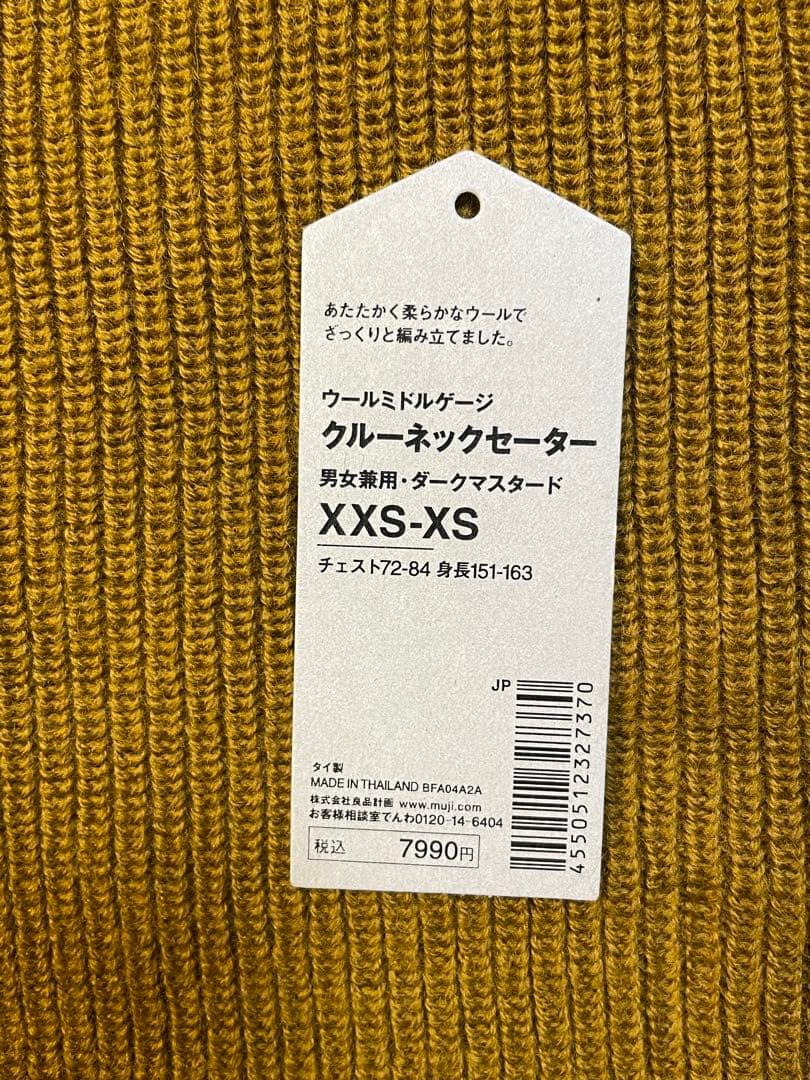 あたたかく柔らかなウールで
ざっくりと編み立てました。
ウールミドルゲージ
クルーネックセーター
男女兼用・ダークマスタード
XXS-XS
チェスト72-84 身長151-163
JP
4550512327370
タイ製
MADE IN THAILAND BFA04A2A
株式会社良品計画 www.muji.com
お客様相談室でんわ0120-14-6404
税込 7990円